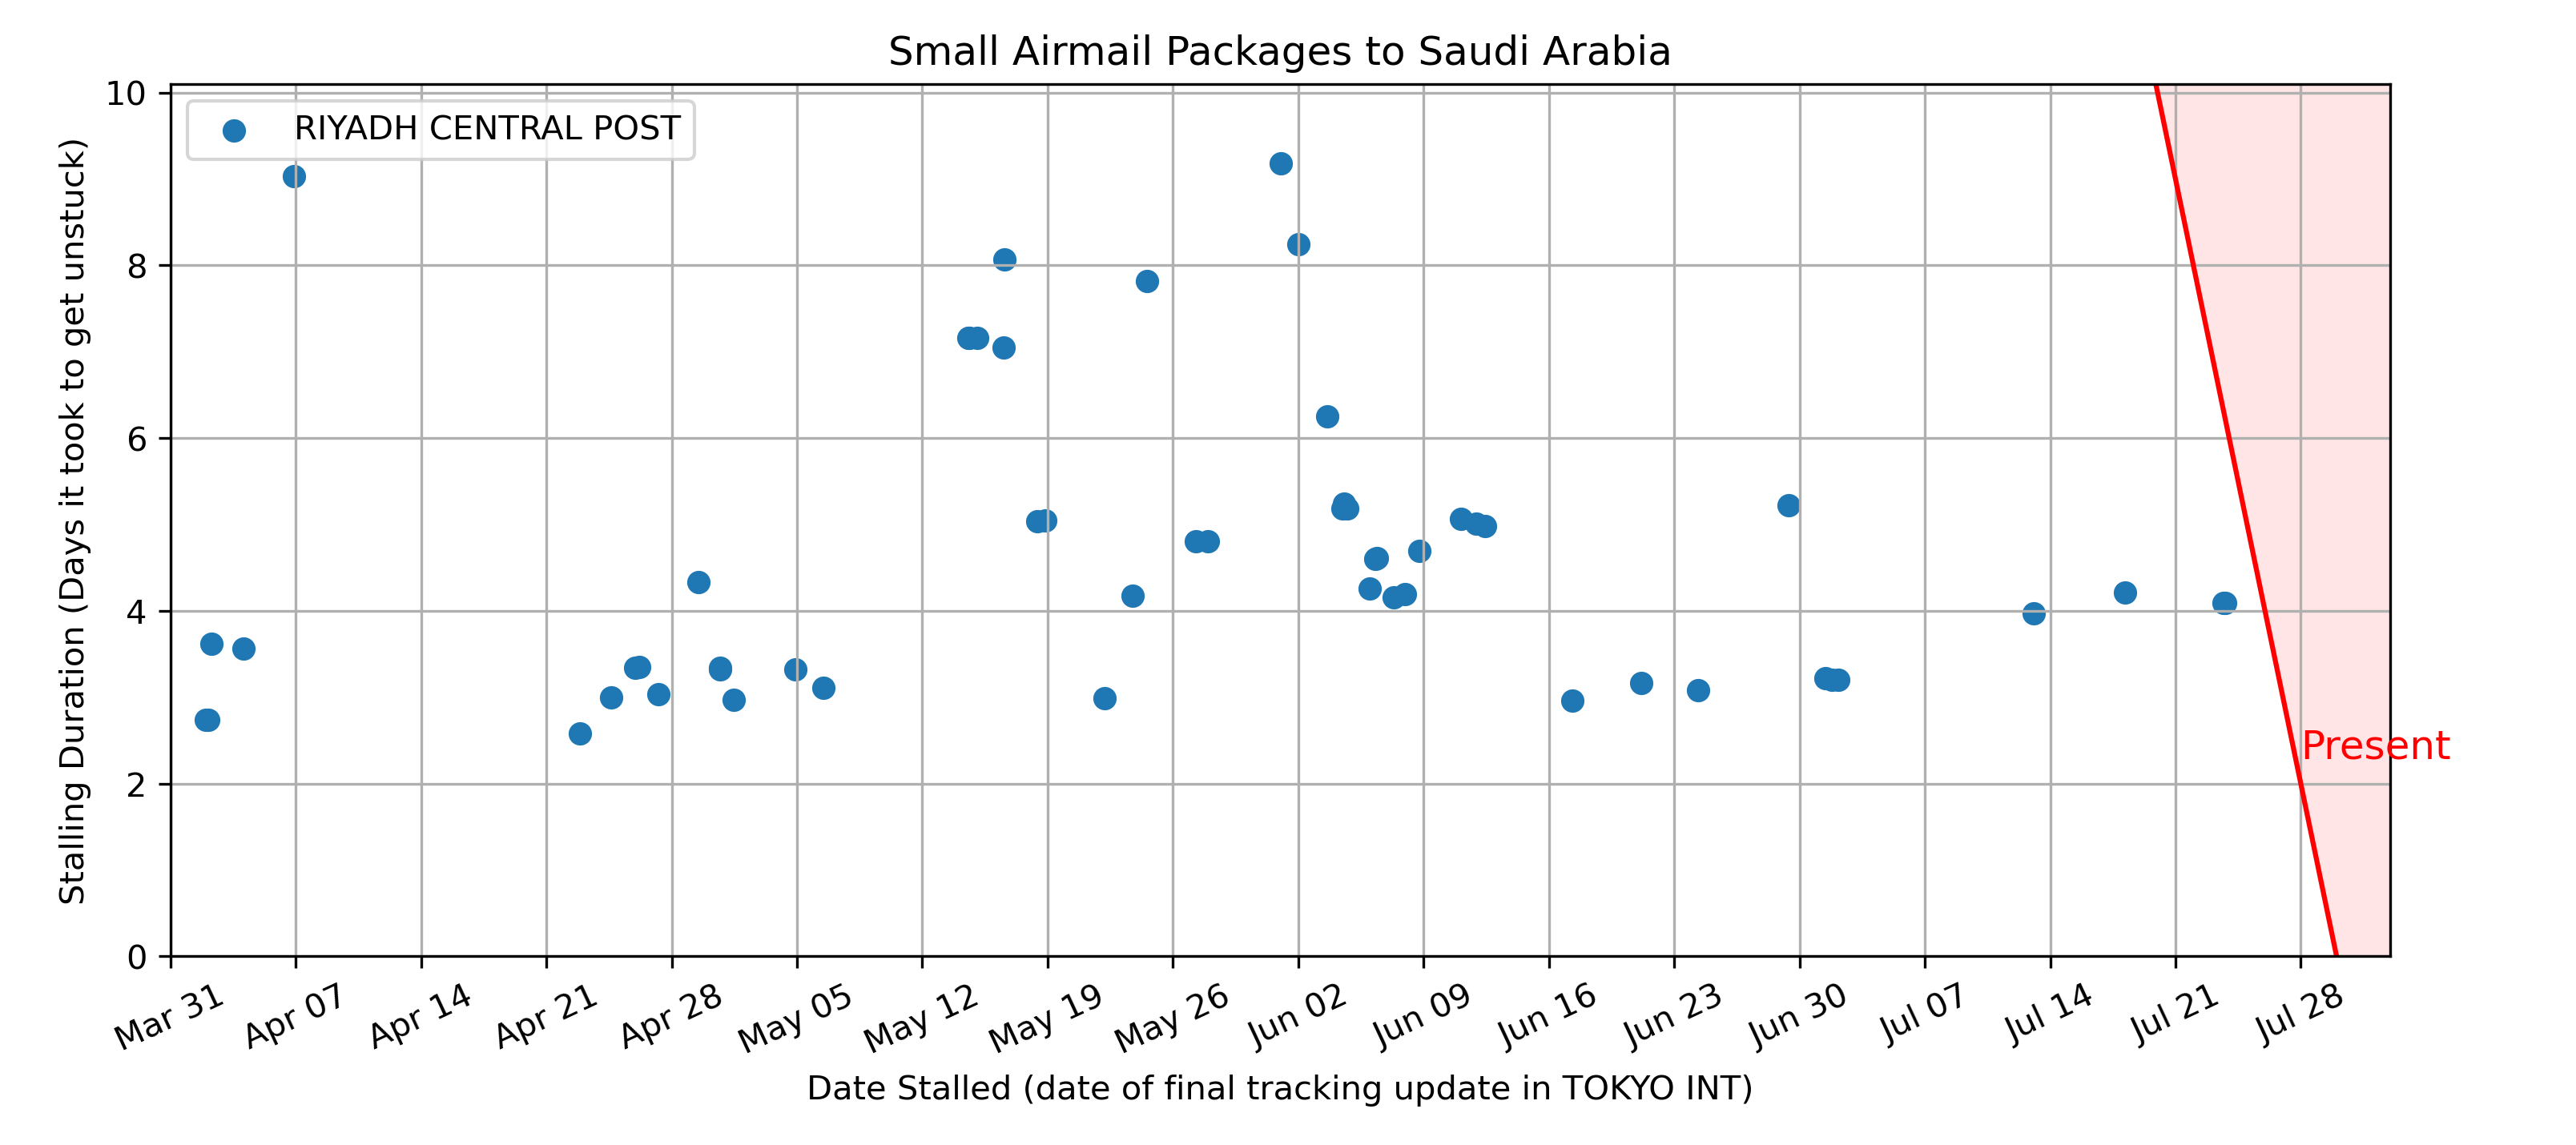 Small Airmail Packages to Saudi Arabia
RIYADH CENTRAL POST
Stalling Duration (Days it took to get unstuck)
10
8
6
4
2
0
Present
Mar 31
Apr 07
Apr 14
Apr 21
Apr 28
May 05
May 12
May 19
May 26
Jun 02
Jun 09
Jun 16
Jun 23
Jun 30
Jul 07
Jul 14
Jul 21
Jul 28
Date Stalled (date of final tracking update in TOKYO INT)